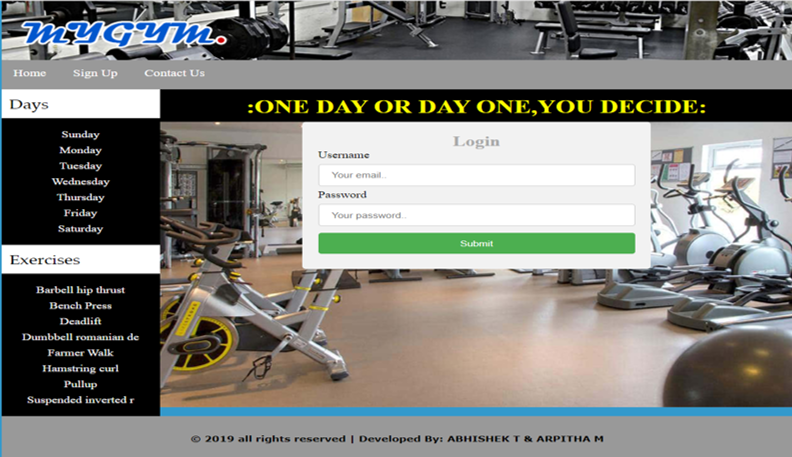 MYGYM.
Home Sign Up Contact Us
Days
Sunday
Monday
Tuesday
Wednesday
Thursday
Friday
Saturday
Exercises
Barbell hip thrust
Bench Press
Deadlift
Dumbbell romanian de
Farmer Walk
Hamstring curl
Pullup
Suspended inverted r
:ONE DAY OR DAY ONE,YOU DECIDE:
Login
Username
Your email..
Password
Your password..
Submit
© 2019 all rights reserved | Developed By: ABHISHEK T & ARPITHA M